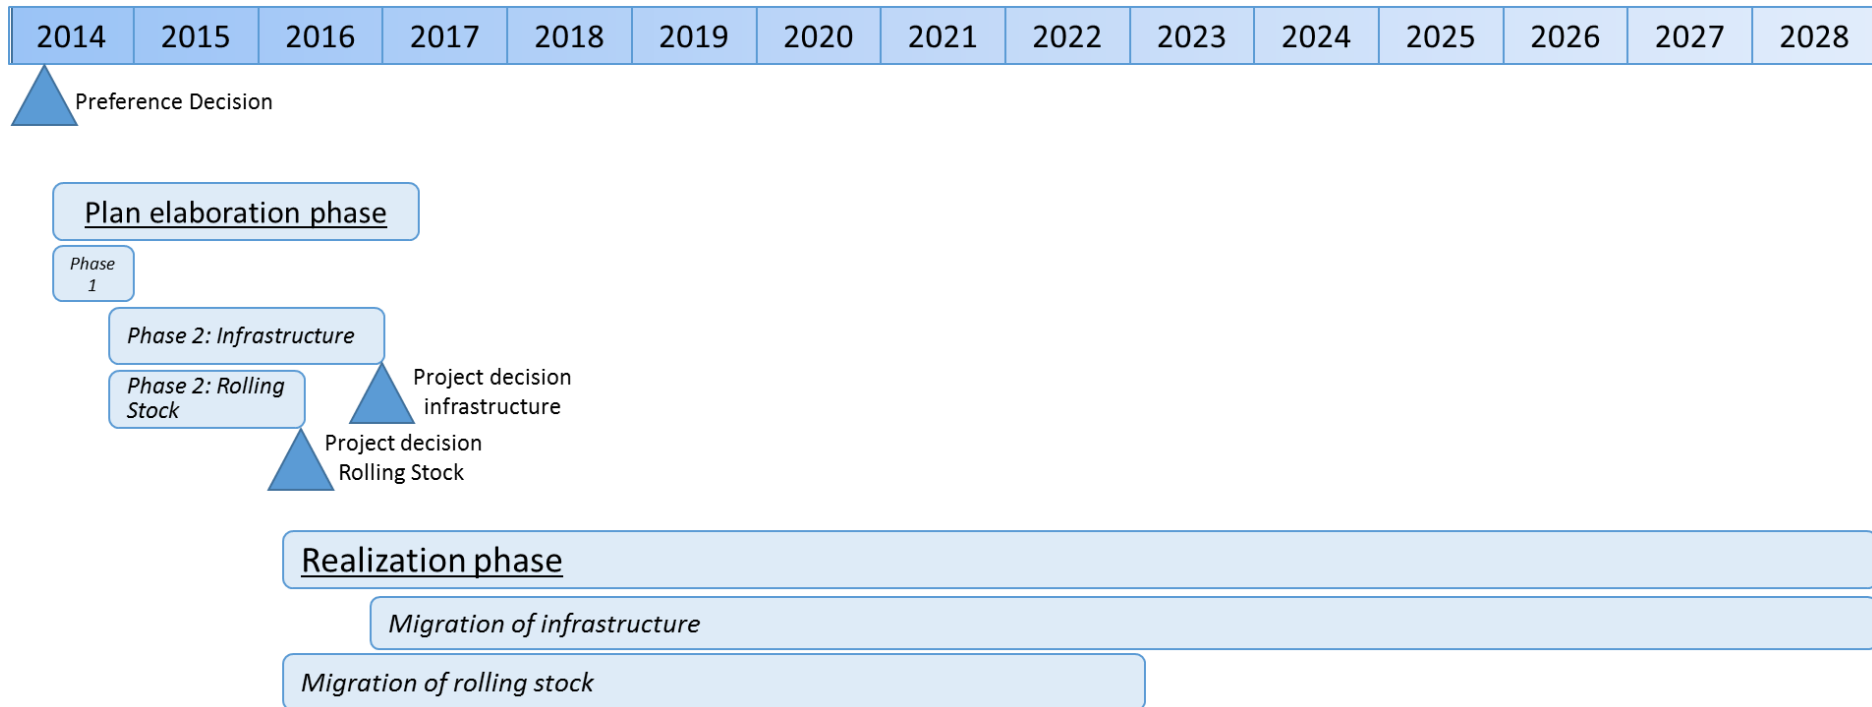 2014 2015 2016 2017 2018 2019 2020 2021 2022 2023 2024 2025 2026 2027 2028
Preference Decision
Plan elaboration phase
Phase
1
Phase 2: Infrastructure
Phase 2: Rolling
Stock
Project decision
infrastructure
Project decision
Rolling Stock
Realization phase
Migration of infrastructure
Migration of rolling stock